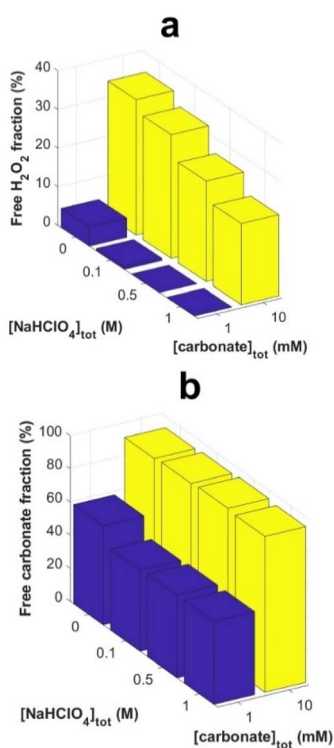 a
Free H2O2 fraction (%)
40
30
20
10
0
0
0.1
0.5
1
1
10
[NaHClO4]tot (M)
[carbonate]tot (mM)
b
Free carbonate fraction (%)
100
80
60
40
20
0
0
0.1
0.5
1
1
10
[NaHClO4]tot (M)
[carbonate]tot (mM)